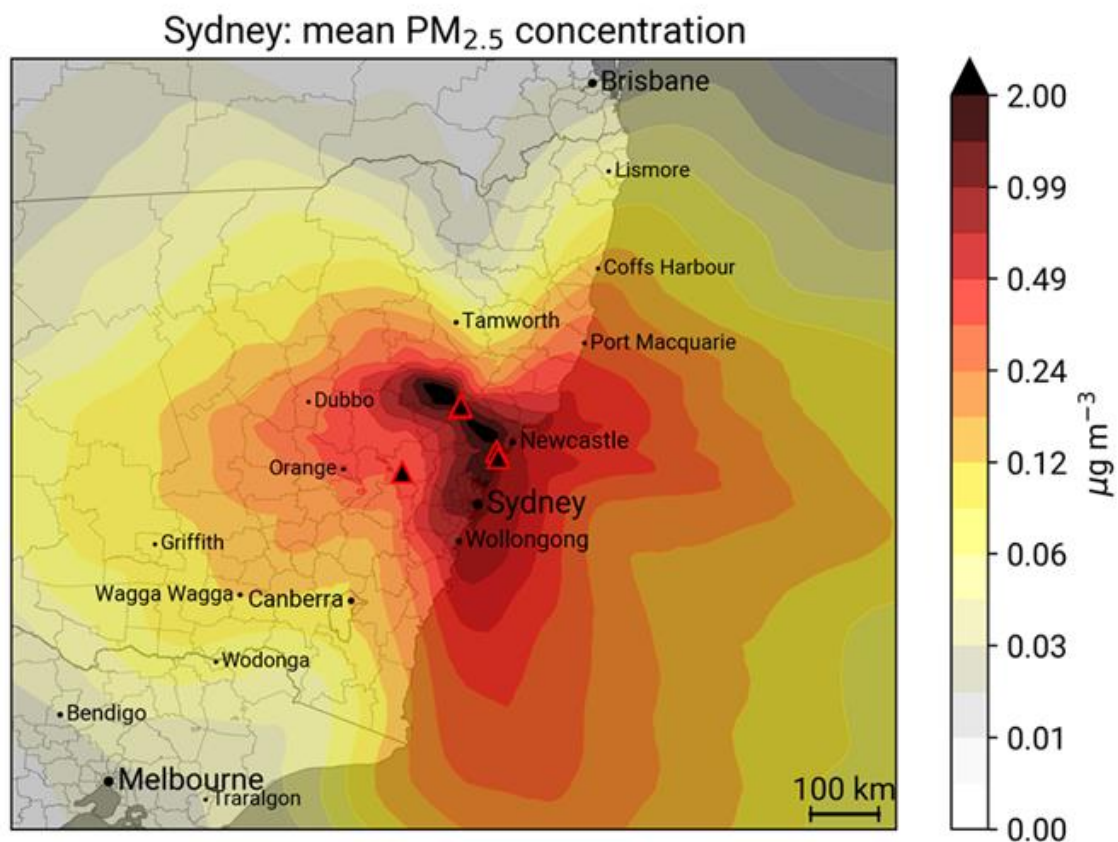 Sydney: mean PM₂.₅ concentration
Brisbane
Lismore
Coffs Harbour
Tamworth
Port Macquarie
Dubbo
Newcastle
Orange
Sydney
Griffith
Wollongong
Wagga Wagga
Canberra
Wodonga
Bendigo
Melbourne
Traralgon
100 km
2.00
0.99
0.49
0.24
0.12
0.06
0.03
0.01
0.00
μg m⁻³